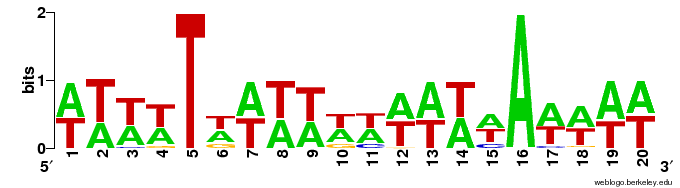 2
bits
1
0
A T T T T T A T T T T A A T A A A A A A
T A A A A T A A A A T T A T T T T T
5′ 1 2 3 4 5 6 7 8 9 10 11 12 13 14 15 16 17 18 19 20 3′
weblogo.berkeley.edu